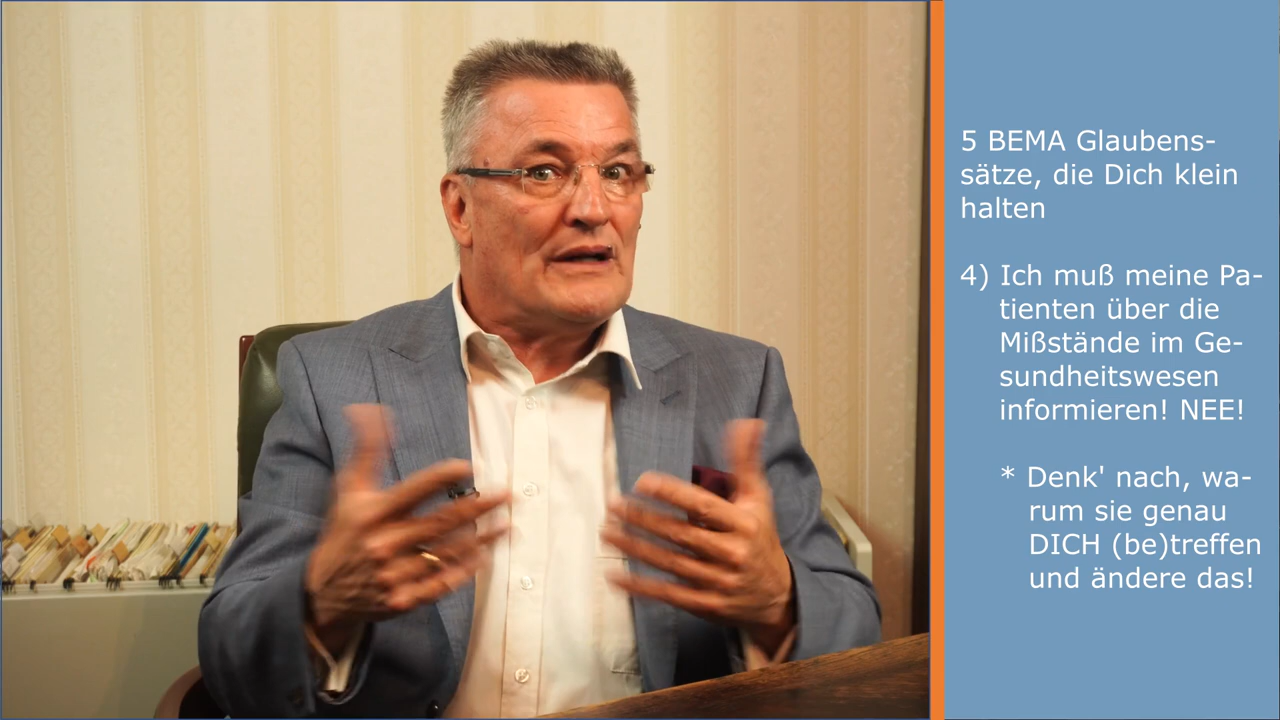 5 BEMA Glaubens-
sätze, die Dich klein
halten
4) Ich muß meine Pa-
tienten über die
Mißstände im Ge-
sundheitswesen
informieren! NEE!
* Denk' nach, wa-
rum sie genau
DICH (be)treffen
und ändere das!